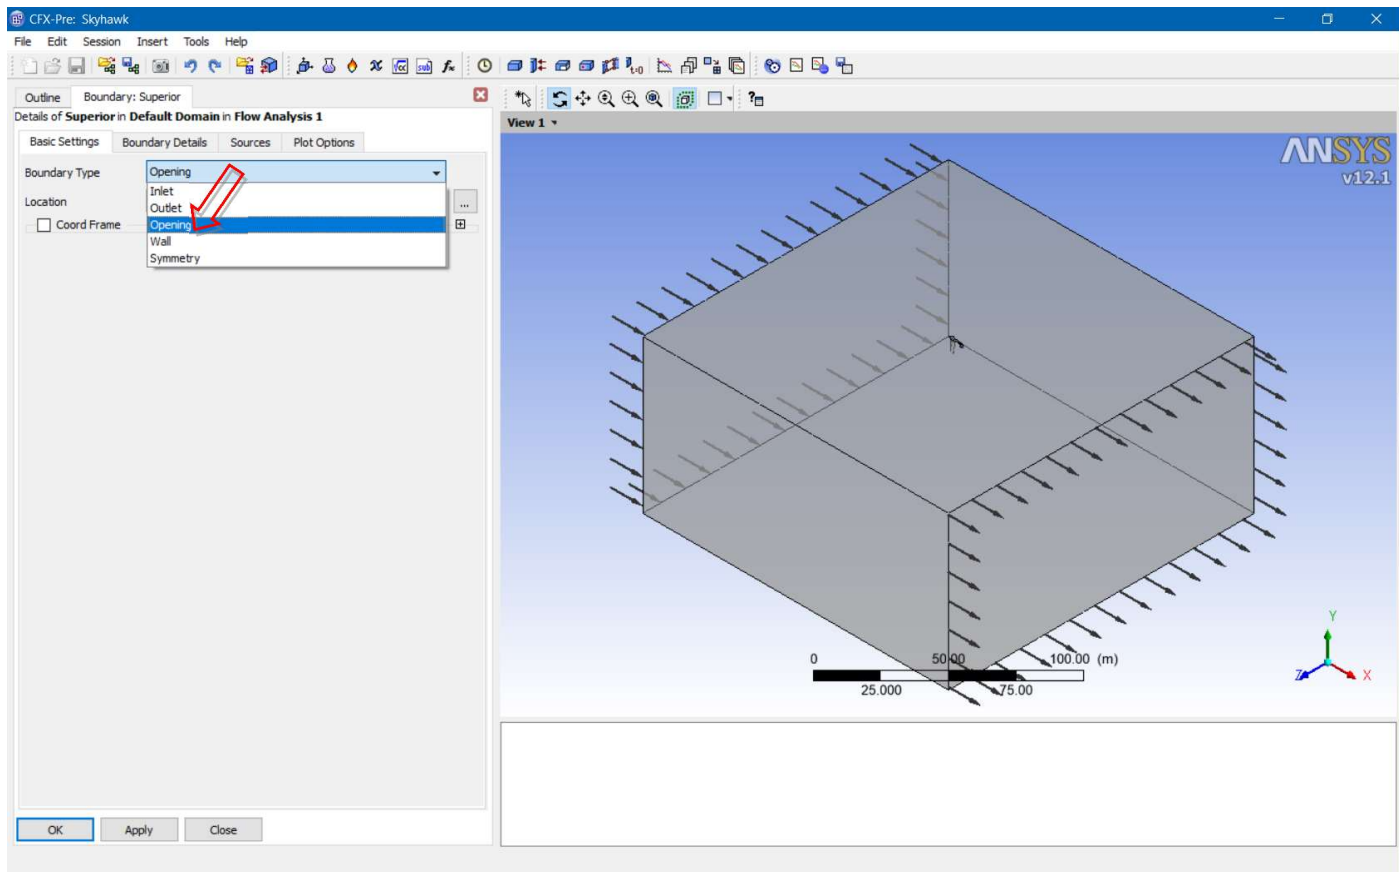 CFX-Pre: Skyhawk
File Edit Session Insert Tools Help
Outline Boundary: Superior
Details of Superior in Default Domain in Flow Analysis 1
Basic Settings Boundary Details Sources Plot Options
Boundary Type Opening
Inlet
Location Outlet ...
Coord Frame Opening
Wall
Symmetry
OK Apply Close
View 1
ANSYS
v12.1
0 50.00 100.00 (m)
25.000 75.00
Y
Z X